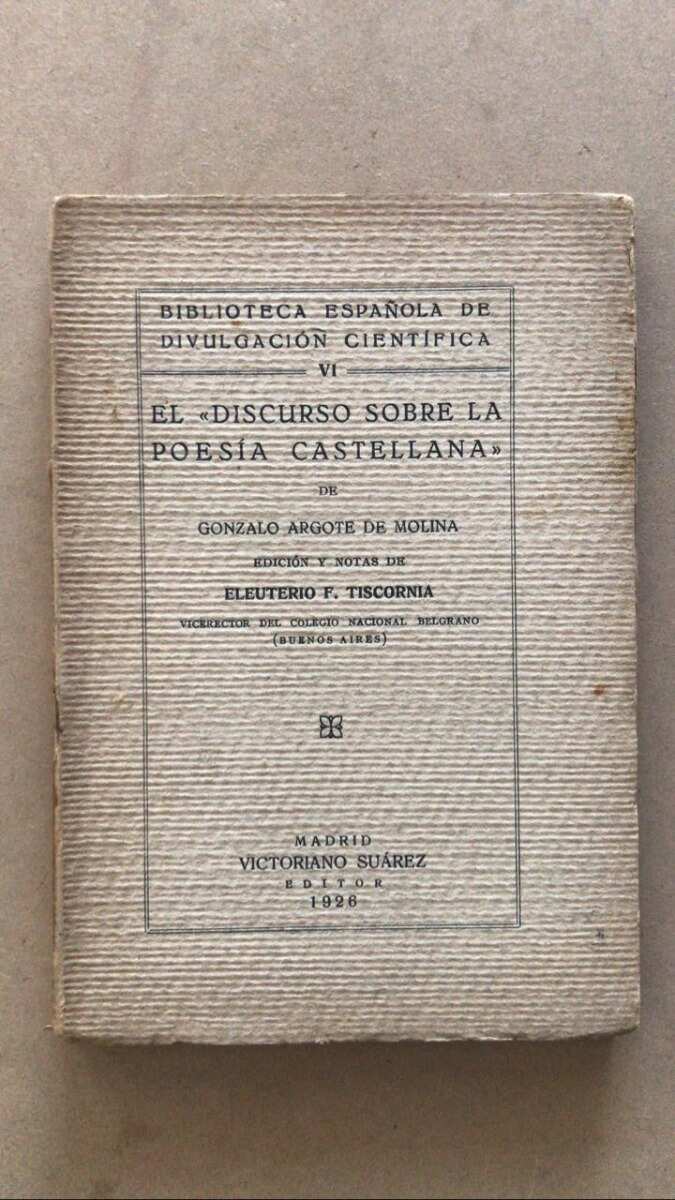 BIBLIOTECA ESPAÑOLA DE
DIVULGACIÓN CIENTÍFICA
VI
EL «DISCURSO SOBRE LA
POESÍA CASTELLANA»
DE
GONZALO ARGOTE DE MOLINA
EDICIÓN Y NOTAS DE
ELEUTERIO F. TISCORNIA
VICERECTOR DEL COLEGIO NACIONAL BELGRANO
(BUENOS AIRES)
MADRID
VICTORIANO SUÁREZ
EDITOR
1926